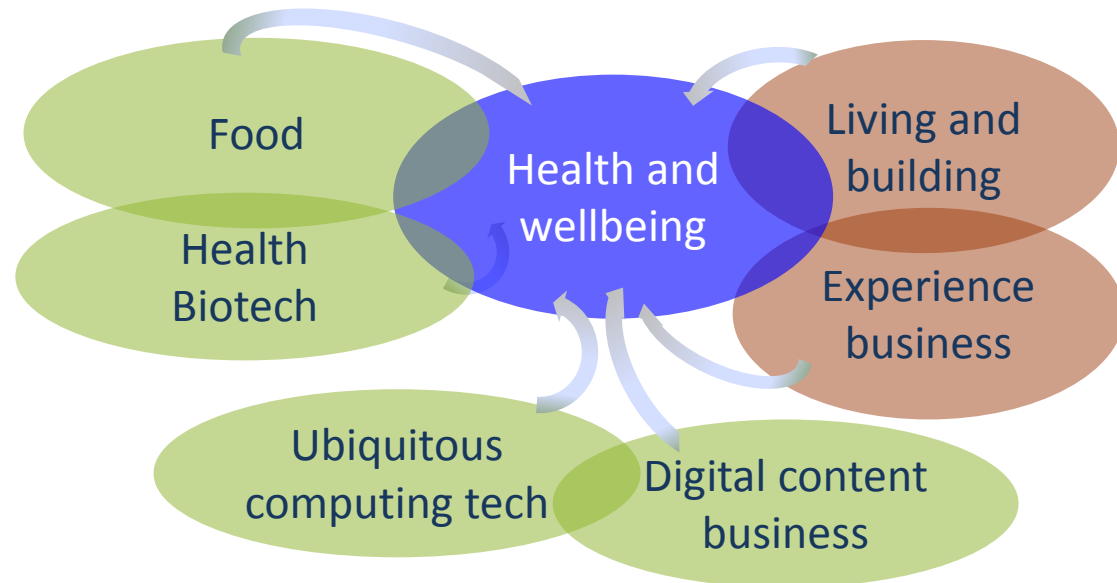 Food
Health
Biotech
Health and
wellbeing
Living and
building
Experience
business
Ubiquitous
computing tech
Digital content
business